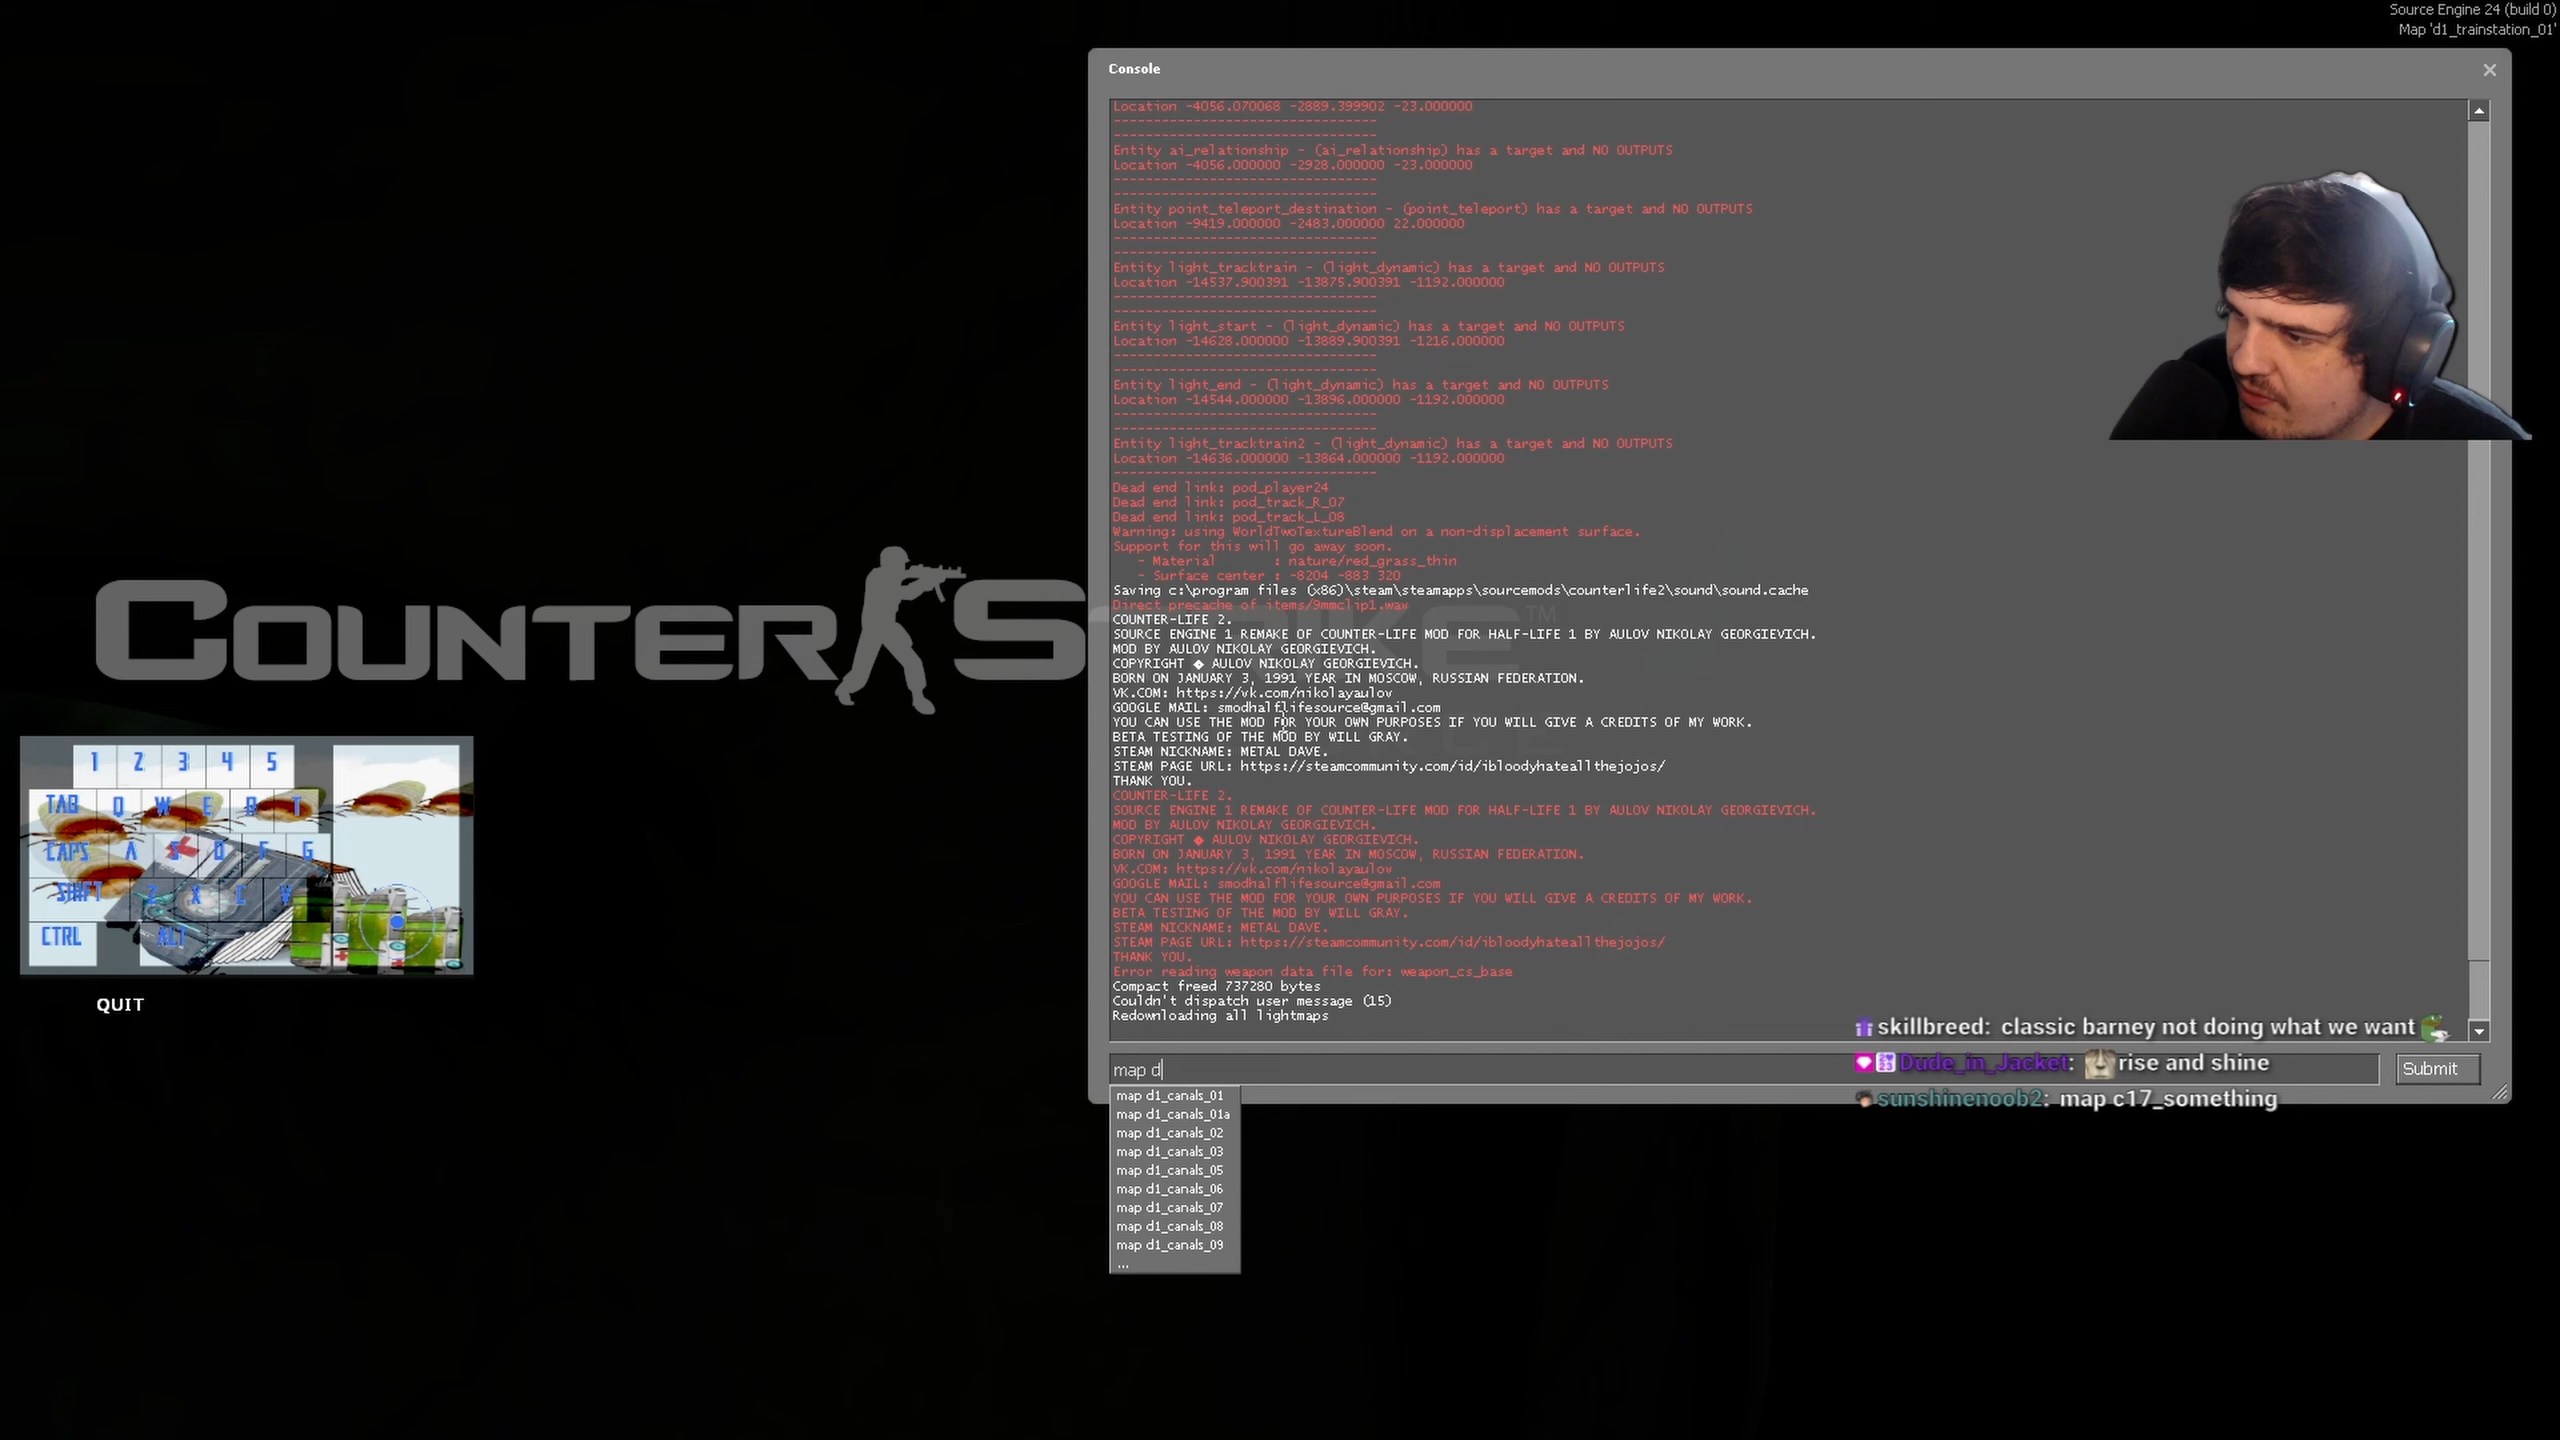 Source Engine 24 (build 0)
Map 'd1_trainstation_01'
Console
Location -4056.070068 -2889.399902 -23.000000
---------------------------------
---------------------------------
Entity ai_relationship - (ai_relationship) has a target and NO OUTPUTS
Location -4056.000000 -2928.000000 -23.000000
---------------------------------
---------------------------------
Entity point_teleport_destination - (point_teleport) has a target and NO OUTPUTS
Location -9419.000000 -2483.000000 22.000000
---------------------------------
---------------------------------
Entity light_tracktrain - (light_dynamic) has a target and NO OUTPUTS
Location -14537.900391 -13875.900391 -1192.000000
---------------------------------
---------------------------------
Entity light_start - (light_dynamic) has a target and NO OUTPUTS
Location -14628.000000 -13889.900391 -1216.000000
---------------------------------
---------------------------------
Entity light_end - (light_dynamic) has a target and NO OUTPUTS
Location -14544.000000 -13896.000000 -1192.000000
---------------------------------
---------------------------------
Entity light_tracktrain2 - (light_dynamic) has a target and NO OUTPUTS
Location -14636.000000 -13864.000000 -1192.000000
---------------------------------
Dead end link: pod_player24
Dead end link: pod_track_R_07
Dead end link: pod_track_L_08
Warning: using WorldTwoTextureBlend on a non-displacement surface.
Support for this will go away soon.
- Material : nature/red_grass_thin
- Surface center : -8204 -883 320
Saving c:\program files (x86)\steam\steamapps\sourcemods\counterlife2\sound\sound.cache
Direct precache of items/9mmclip1.wav
COUNTER-LIFE 2.
SOURCE ENGINE 1 REMAKE OF COUNTER-LIFE MOD FOR HALF-LIFE 1 BY AULOV NIKOLAY GEORGIEVICH.
MOD BY AULOV NIKOLAY GEORGIEVICH.
COPYRIGHT � AULOV NIKOLAY GEORGIEVICH.
BORN ON JANUARY 3, 1991 YEAR IN MOSCOW, RUSSIAN FEDERATION.
VK.COM: https://vk.com/nikolayaulov
GOOGLE MAIL: smodhalflifesource@gmail.com
YOU CAN USE THE MOD FOR YOUR OWN PURPOSES IF YOU WILL GIVE A CREDITS OF MY WORK.
BETA TESTING OF THE MOD BY WILL GRAY.
STEAM NICKNAME: METAL DAVE.
STEAM PAGE URL: https://steamcommunity.com/id/ibloodyhateallthejojos/
THANK YOU.
COUNTER-LIFE 2.
SOURCE ENGINE 1 REMAKE OF COUNTER-LIFE MOD FOR HALF-LIFE 1 BY AULOV NIKOLAY GEORGIEVICH.
MOD BY AULOV NIKOLAY GEORGIEVICH.
COPYRIGHT � AULOV NIKOLAY GEORGIEVICH.
BORN ON JANUARY 3, 1991 YEAR IN MOSCOW, RUSSIAN FEDERATION.
VK.COM: https://vk.com/nikolayaulov
GOOGLE MAIL: smodhalflifesource@gmail.com
YOU CAN USE THE MOD FOR YOUR OWN PURPOSES IF YOU WILL GIVE A CREDITS OF MY WORK.
BETA TESTING OF THE MOD BY WILL GRAY.
STEAM NICKNAME: METAL DAVE.
STEAM PAGE URL: https://steamcommunity.com/id/ibloodyhateallthejojos/
THANK YOU.
Error reading weapon data file for: weapon_cs_base
Compact freed 737280 bytes
Couldn't dispatch user message (15)
Redownloading all lightmaps
map d
Submit
map d1_canals_01
map d1_canals_01a
map d1_canals_02
map d1_canals_03
map d1_canals_05
map d1_canals_06
map d1_canals_07
map d1_canals_08
map d1_canals_09
...
COUNTER STRIKE™
SOURCE
1 2 3 4 5
TAB Q W E R T
CAPS A S D F G
SHIFT Z X C V
CTRL ALT
QUIT
skillbreed: classic barney not doing what we want
Dude_in_Jacket: rise and shine
sunshinenoob2: map c17_something